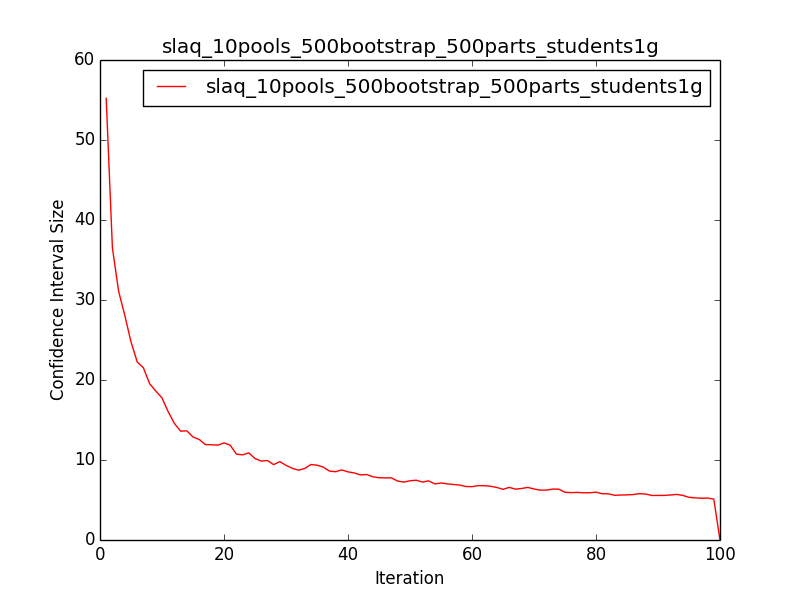 slaq_10pools_500bootstrap_500parts_students1g
slaq_10pools_500bootstrap_500parts_students1g
60
50
40
30
20
10
0
Confidence Interval Size
0 20 40 60 80 100
Iteration